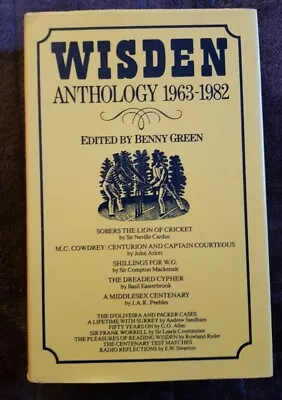 WISDEN
ANTHOLOGY 1963-1982
EDITED BY BENNY GREEN
SOBERS THE LION OF CRICKET
by Sir Neville Cardus
M.C. COWDREY: CENTURION AND CAPTAIN COURTEOUS
by John Arlott
SHILLINGS FOR W.G.
by Sir Compton Mackenzie
THE DREADED CYPHER
by Basil Easterbrook
A MIDDLESEX CENTENARY
by I.A.R. Peebles
THE D'OLIVEIRA AND PACKER CASES
A LIFETIME WITH SURREY by Andrew Sandham
FIFTY YEARS ON by G.O. Allen
SIR FRANK WORRELL by Sir Learie Constantine
THE PLEASURES OF READING WISDEN by Rowland Ryder
THE CENTENARY TEST MATCHES
RADIO REFLECTIONS by E.W. Swanton